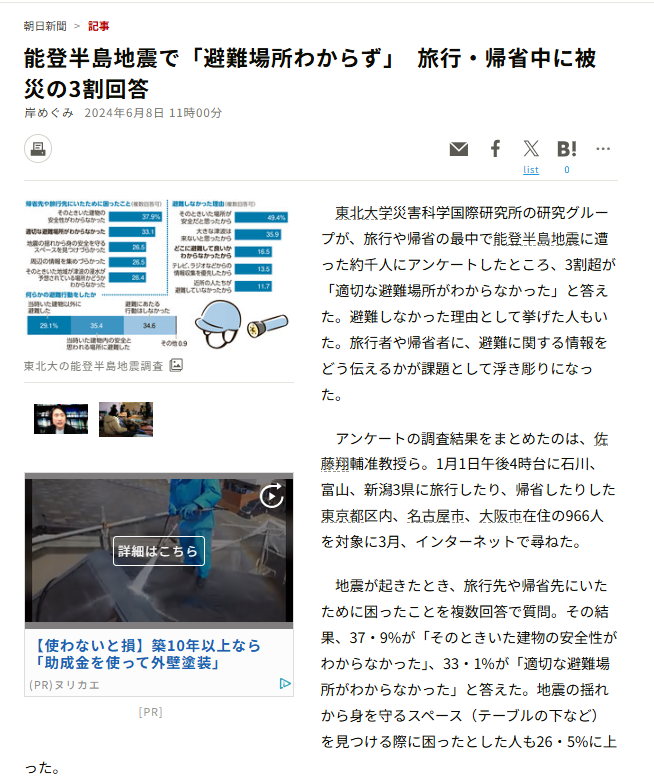 朝日新聞 > 記事
能登半島地震で「避難場所わからず」 旅行・帰省中に被
災の3割回答
岸めぐみ 2024年6月8日 11時00分
list
0
帰省先や旅行先にいたために困ったこと(複数回答可)
そのときいた建物の
安全性がわからなかった
37.9%
適切な避難場所がわからなかった
33.1
地震の揺れから身を守る
スペースを見つけづらかった
26.5
周辺の情報を集めづらかった
26.5
そのときいた地域が津波の浸水が
予想されている場所かどうか
わからなかった
26.4
避難しなかった理由(複数回答可)
そのときいた場所が
安全だと思ったから
49.4%
大きな津波は
来ないと思ったから
35.9
どこに避難して良いか
わからなかったから
16.5
テレビ、ラジオなどからの
情報収集を優先したから
13.5
近所の人たちが
避難していなかったから
11.7
何らかの避難行動をしたか
当時いた建物以外に
避難した
避難にあたる
行動はしなかった
29.1%
35.4
34.6
当時いた建物内の安全と
思われる場所に避難した
その他0.9
東北大の能登半島地震調査
詳細はこちら
【使わないと損】築10年以上なら
「助成金を使って外壁塗装」
(PR)ヌリカエ
[PR]
東北大学災害科学国際研究所の研究グルー
プが、旅行や帰省の最中で能登半島地震に遭
った約千人にアンケートしたところ、3割超が
「適切な避難場所がわからなかった」と答え
た。避難しなかった理由として挙げた人もい
た。旅行者や帰省者に、避難に関する情報を
どう伝えるかが課題として浮き彫りになっ
た。
アンケートの調査結果をまとめたのは、佐
藤翔輔准教授ら。1月1日午後4時台に石川、
富山、新潟3県に旅行したり、帰省したりした
東京都区内、名古屋市、大阪市在住の966人
を対象に3月、インターネットで尋ねた。
地震が起きたとき、旅行先や帰省先にいた
ために困ったことを複数回答で質問。その結
果、37・9%が「そのときいた建物の安全性が
わからなかった」、33・1%が「適切な避難場
所がわからなかった」と答えた。地震の揺れ
から身を守るスペース（テーブルの下など）
を見つける際に困ったとした人も26・5%に上
った。